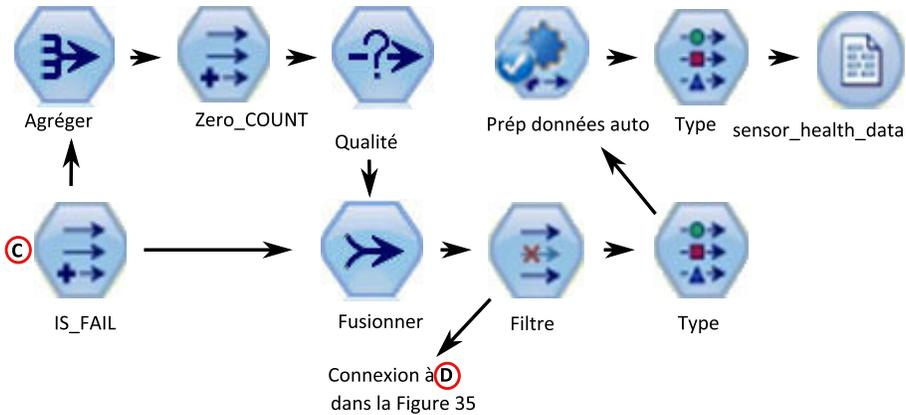 Agréger
Zero_COUNT
Qualité
Prép données auto
Type
sensor_health_data
C
IS_FAIL
Fusionner
Filtre
Type
Connexion à D
dans la Figure 35